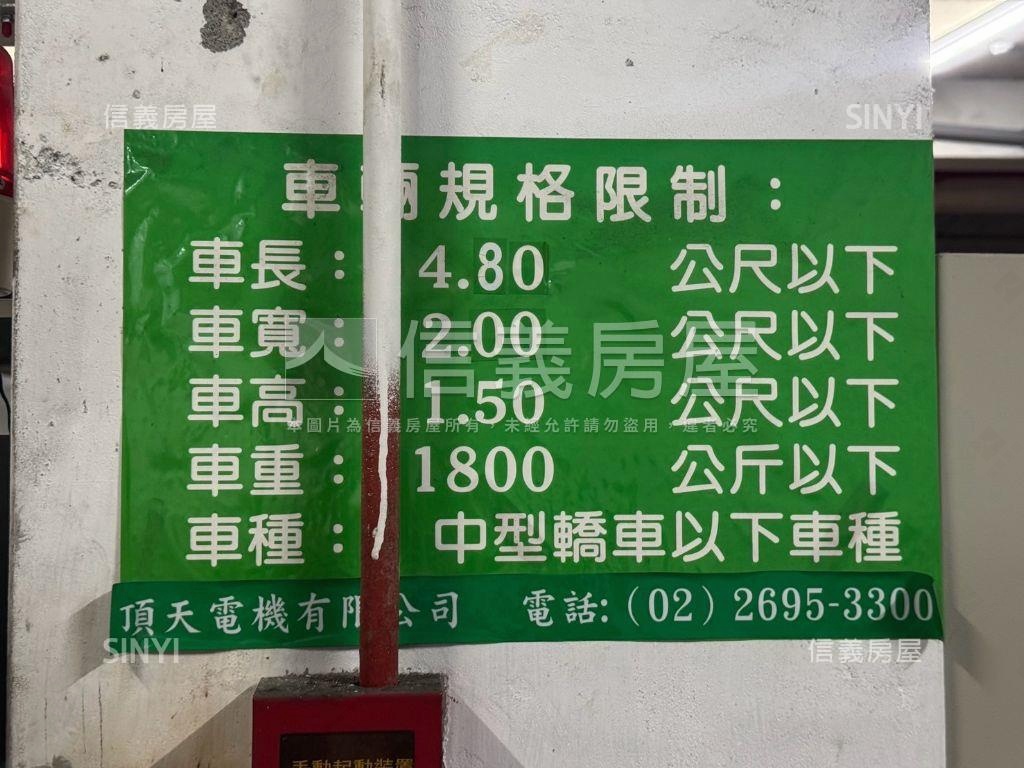 信義房屋
SINYI
車輛規格限制：
車長： 4.80 公尺以下
車寬： 2.00 公尺以下
信義房屋
車高： 1.50 公尺以下
本圖片為信義房屋所有，未經允許請勿盜用，違者必究
車重： 1800 公斤以下
車種： 中型轎車以下車種
頂天電機有限公司 電話:（02）2695-3300
SINYI
信義房屋
手動起動裝置